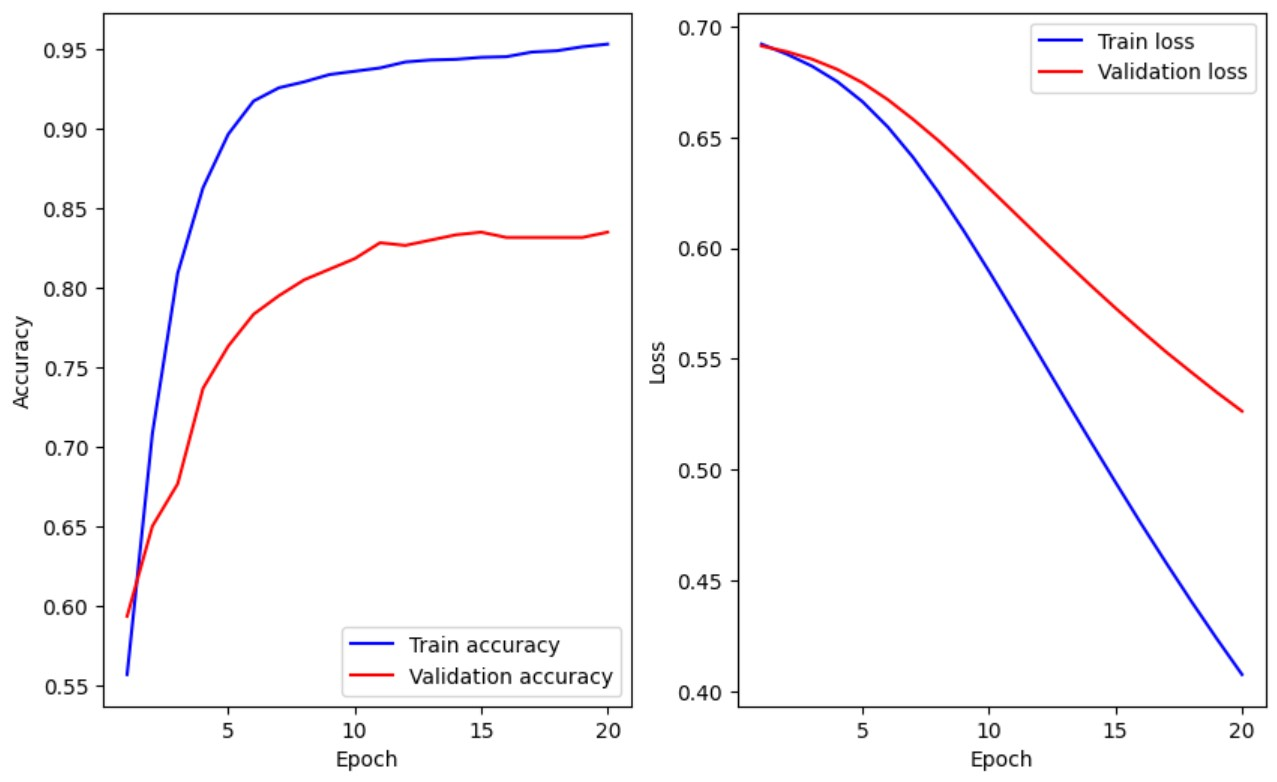 0.95
0.90
0.85
0.80
0.75
0.70
0.65
0.60
0.55
Accuracy
Train accuracy
Validation accuracy
5 10 15 20
Epoch
0.70
0.65
0.60
0.55
0.50
0.45
0.40
Loss
Train loss
Validation loss
5 10 15 20
Epoch